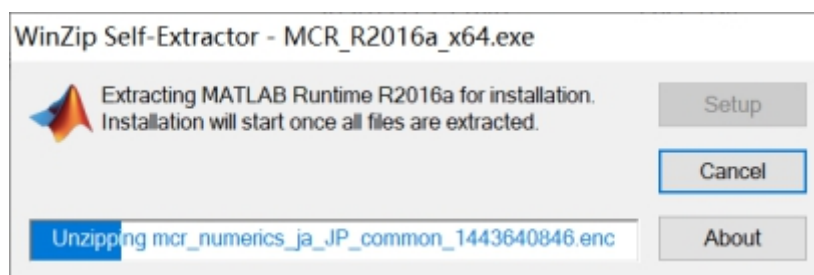 WinZip Self-Extractor - MCR_R2016a_x64.exe
Extracting MATLAB Runtime R2016a for installation.
Installation will start once all files are extracted.
Setup
Cancel
Unzipping mcr_numerics_ja_JP_common_1443640846.enc
About